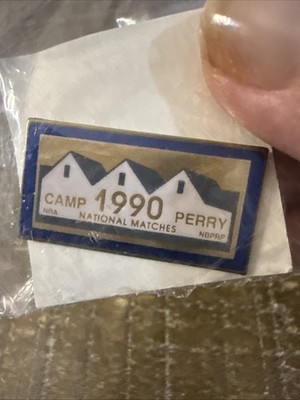 CAMP 1990 PERRY
NATIONAL MATCHES
NRA NBPRP